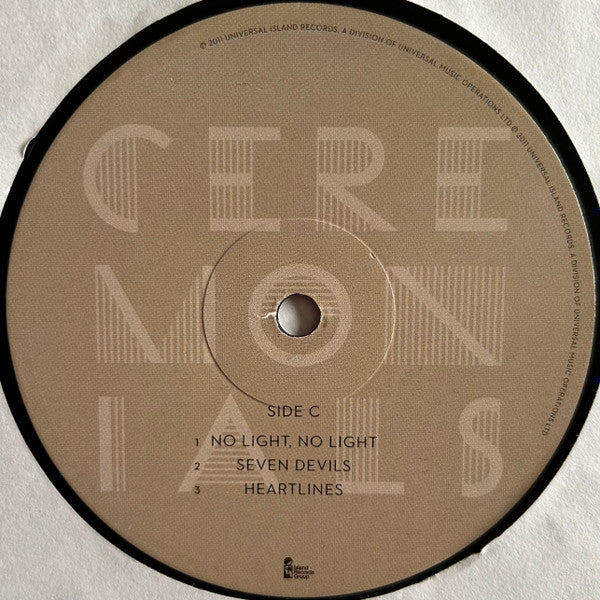 ℗ 2011 UNIVERSAL ISLAND RECORDS, A DIVISION OF UNIVERSAL MUSIC OPERATIONS LTD © 2011 UNIVERSAL ISLAND RECORDS, A DIVISION OF UNIVERSAL MUSIC OPERATIONS LTD
CERE
MON
IALS
SIDE C
1 NO LIGHT, NO LIGHT
2 SEVEN DEVILS
3 HEARTLINES
Island
Records
Group